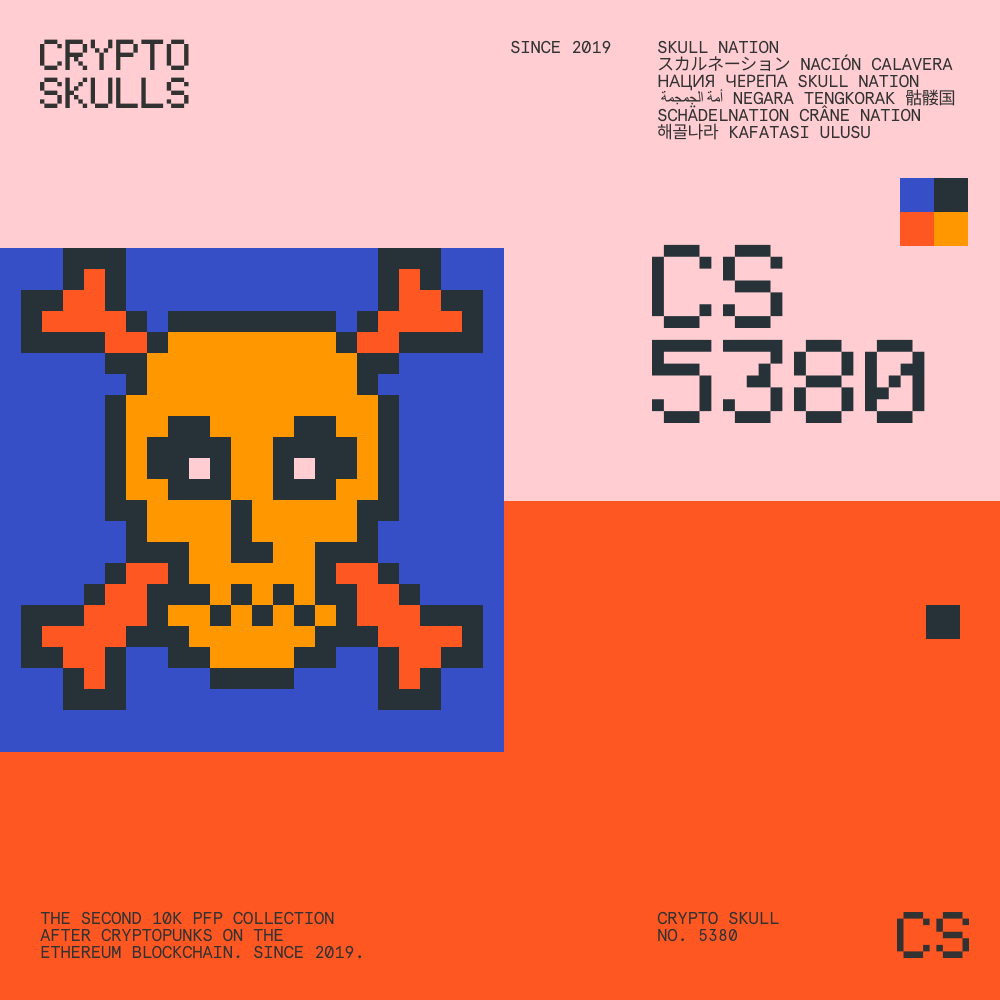 CRYPTO
SKULLS
SINCE 2019
SKULL NATION
スカルネーション NACIÓN CALAVERA
НАЦИЯ ЧЕРЕПА SKULL NATION
أمة الجمجمة NEGARA TENGKORAK 骷髅国
SCHÄDELNATION CRÂNE NATION
해골나라 KAFATASI ULUSU
CS
5380
THE SECOND 10K PFP COLLECTION
AFTER CRYPTOPUNKS ON THE
ETHEREUM BLOCKCHAIN. SINCE 2019.
CRYPTO SKULL
NO. 5380
CS